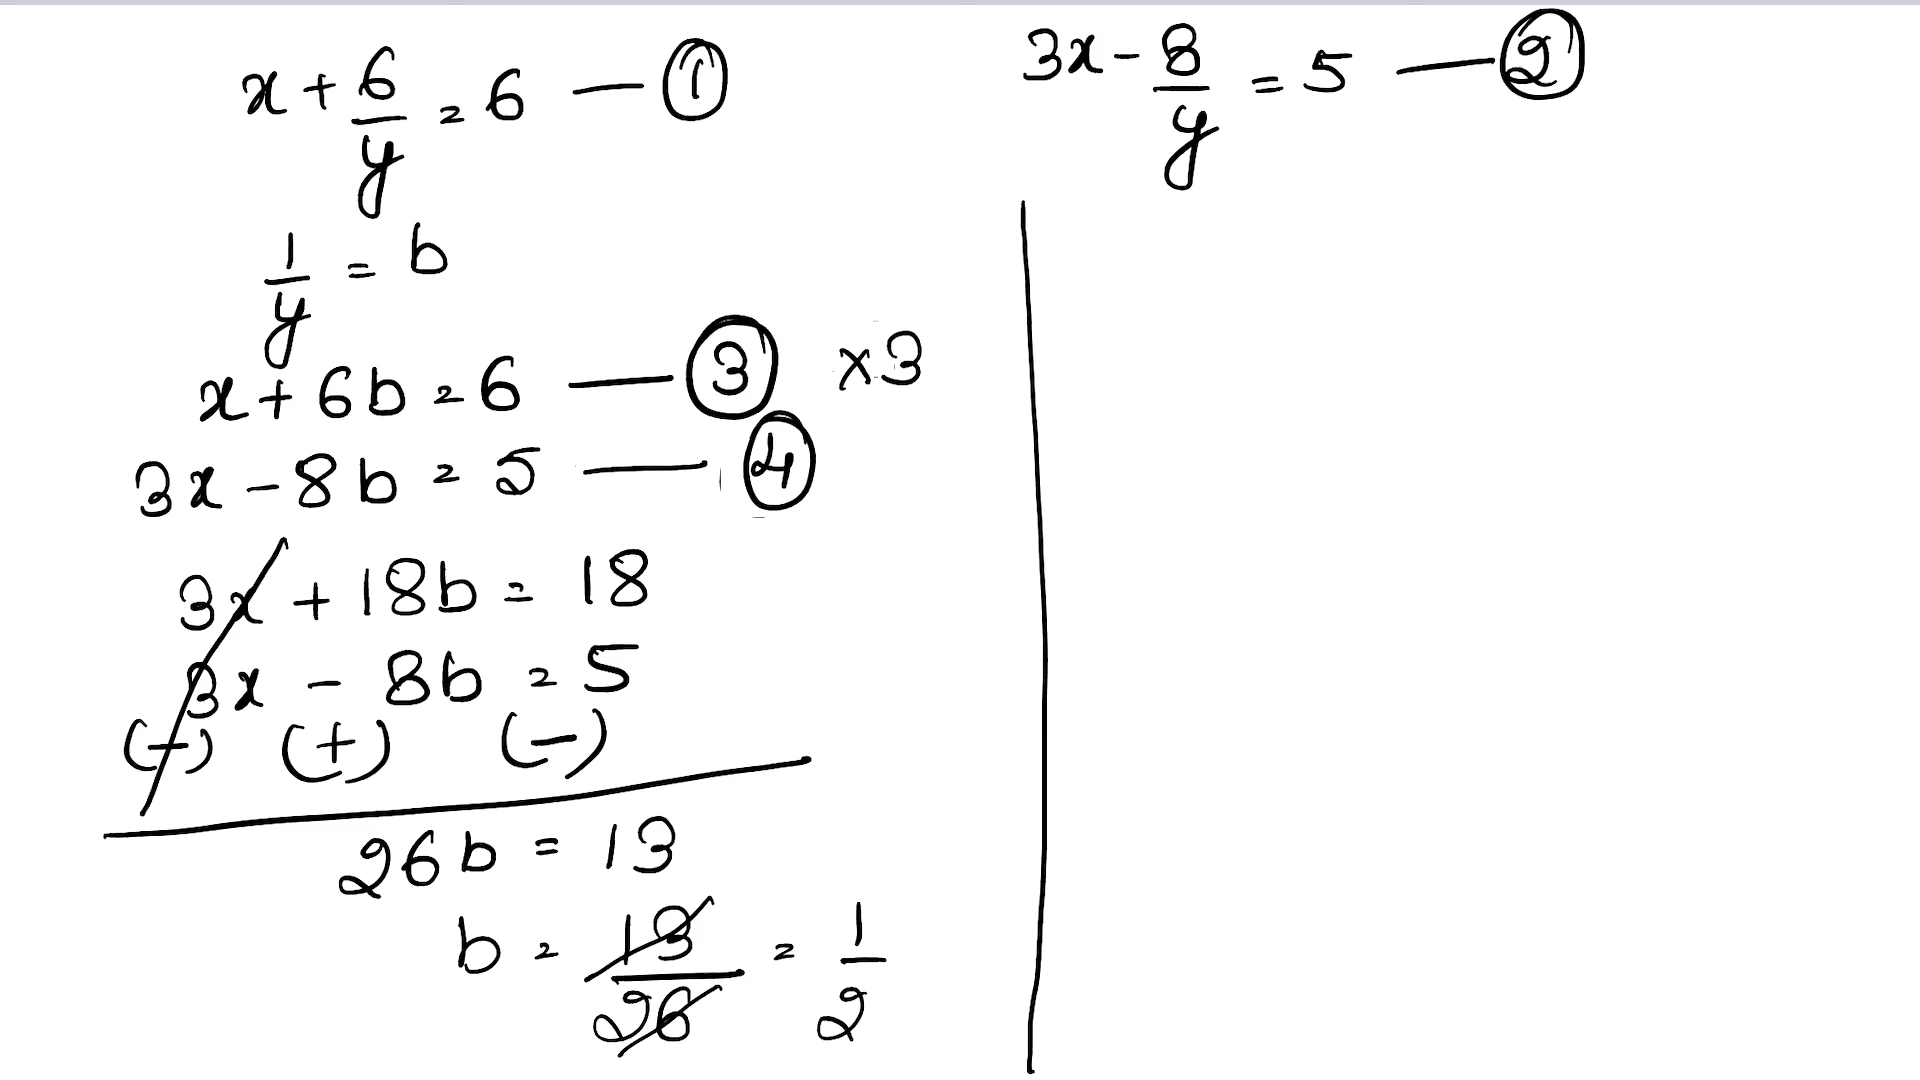 x + 6/y = 6 — ①
3x - 8/y = 5 — ②
1/y = b
x + 6b = 6 — ③ ×3
3x - 8b = 5 — ④
3x + 18b = 18
3x - 8b = 5
(-) (+) (-)
26b = 13
b = 13/26 = 1/2